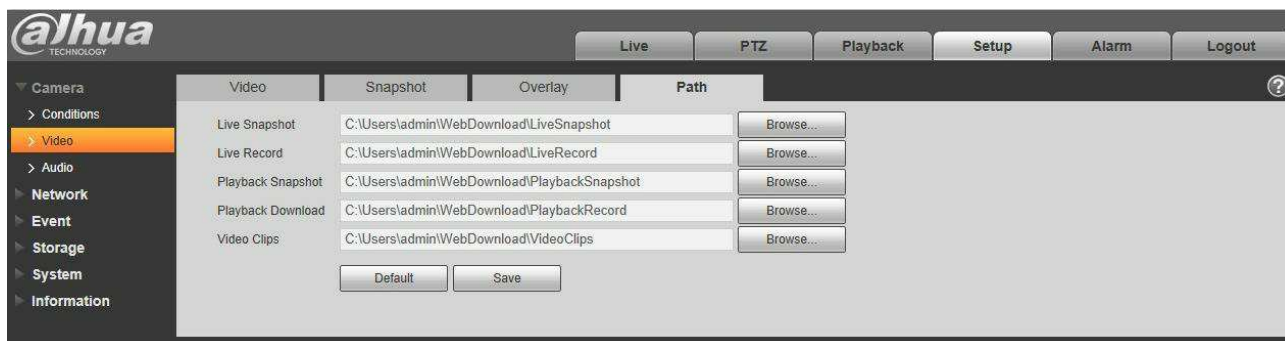 alhua
TECHNOLOGY
Live PTZ Playback Setup Alarm Logout
Camera
> Conditions
> Video
> Audio
Network
Event
Storage
System
Information
Video Snapshot Overlay Path
?
Live Snapshot C:\Users\admin\WebDownload\LiveSnapshot Browse...
Live Record C:\Users\admin\WebDownload\LiveRecord Browse...
Playback Snapshot C:\Users\admin\WebDownload\PlaybackSnapshot Browse...
Playback Download C:\Users\admin\WebDownload\PlaybackRecord Browse...
Video Clips C:\Users\admin\WebDownload\VideoClips Browse...
Default Save